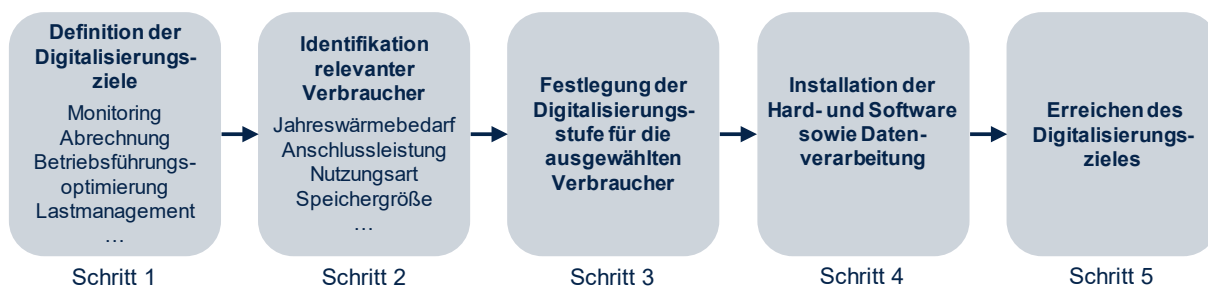 Definition der
Digitalisierungs-
ziele
Monitoring
Abrechnung
Betriebsführungs-
optimierung
Lastmanagement
…
Schritt 1
Identifikation
relevanter
Verbraucher
Jahreswärmebedarf
Anschlussleistung
Nutzungsart
Speichergröße
…
Schritt 2
Festlegung der
Digitalisierungs-
stufe für die
ausgewählten
Verbraucher
Schritt 3
Installation der
Hard- und Software
sowie Daten-
verarbeitung
Schritt 4
Erreichen des
Digitalisierungs-
zieles
Schritt 5